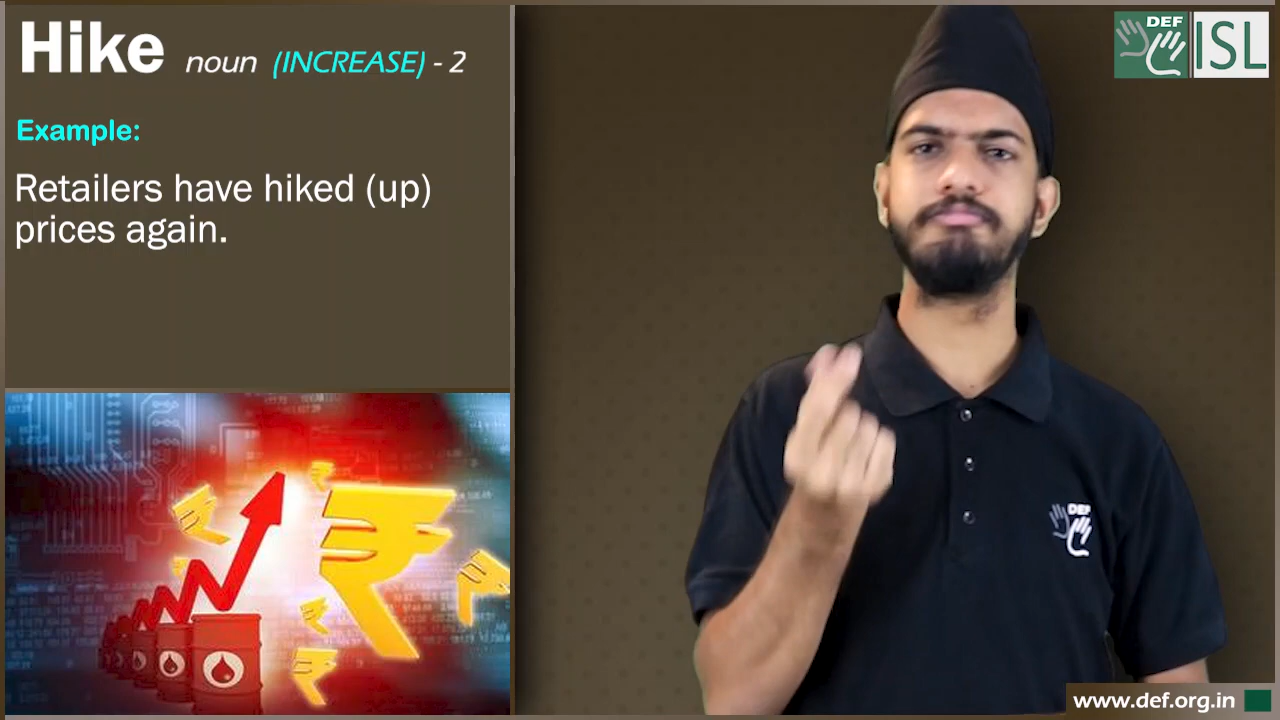 Hike noun (INCREASE) - 2
Example:
Retailers have hiked (up)
prices again.
DEF
ISL
DEF
www.def.org.in